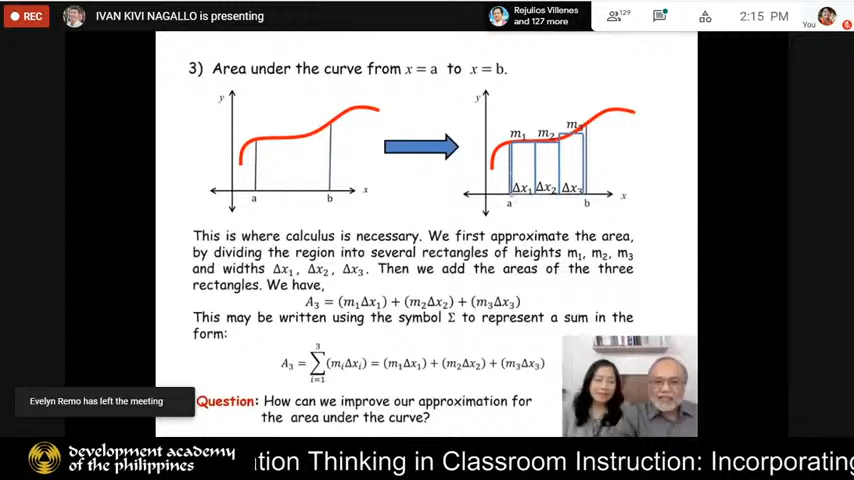 REC
IVAN KIVI NAGALLO is presenting
Rejulios Villenes
and 127 more
129
2:15 PM
You
3) Area under the curve from x = a to x = b.
y
y
m₁
m₂
m₃
Δx₁
Δx₂
Δx₃
x
x
a
b
a
b
This is where calculus is necessary. We first approximate the area,
by dividing the region into several rectangles of heights m₁, m₂, m₃
and widths Δx₁, Δx₂, Δx₃. Then we add the areas of the three
rectangles. We have,
A₃ = (m₁Δx₁) + (m₂Δx₂) + (m₃Δx₃)
This may be written using the symbol Σ to represent a sum in the
form:
A₃ = ∑³ᵢ₌₁ (mᵢΔxᵢ) = (m₁Δx₁) + (m₂Δx₂) + (m₃Δx₃)
Question: How can we improve our approximation for
the area under the curve?
Evelyn Remo has left the meeting
development academy
of the philippines
tion Thinking in Classroom Instruction: Incorporating